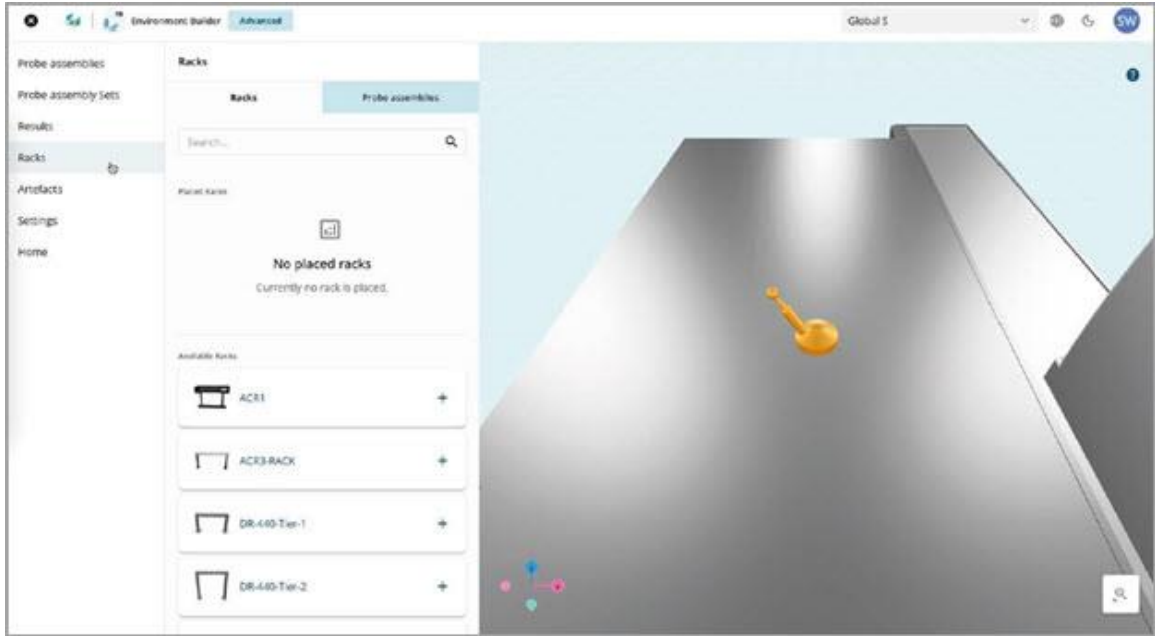 Environment Builder Advanced Global S SW
Probe assemblies
Probe assembly Sets
Results
Racks
Artefacts
Settings
Home
Racks
Racks Probe assemblies
Search...
Placed Racks
No placed racks
Currently no rack is placed.
Available Racks
ACR1
ACR3-RACK
DR-440-Tier-1
DR-440-Tier-2
?